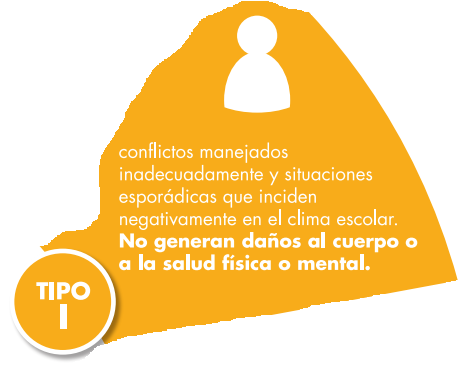 conflictos manejados
inadecuadamente y situaciones
esporádicas que inciden
negativamente en el clima escolar.
No generan daños al cuerpo o
a la salud física o mental.
TIPO
I